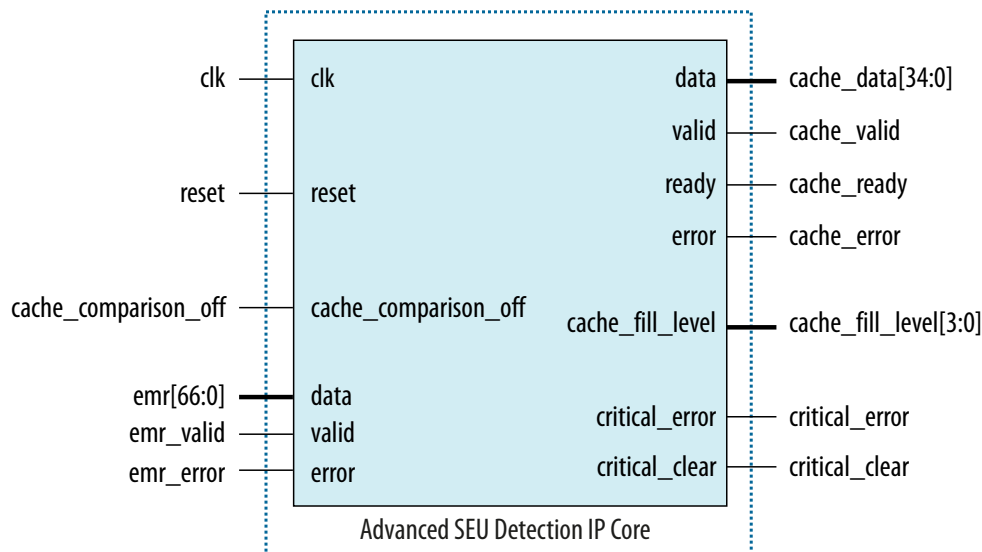 clk
clk
data
cache_data[34:0]
valid
cache_valid
reset
reset
ready
cache_ready
error
cache_error
cache_comparison_off
cache_comparison_off
cache_fill_level
cache_fill_level[3:0]
emr[66:0]
data
emr_valid
valid
emr_error
error
critical_error
critical_error
critical_clear
critical_clear
Advanced SEU Detection IP Core